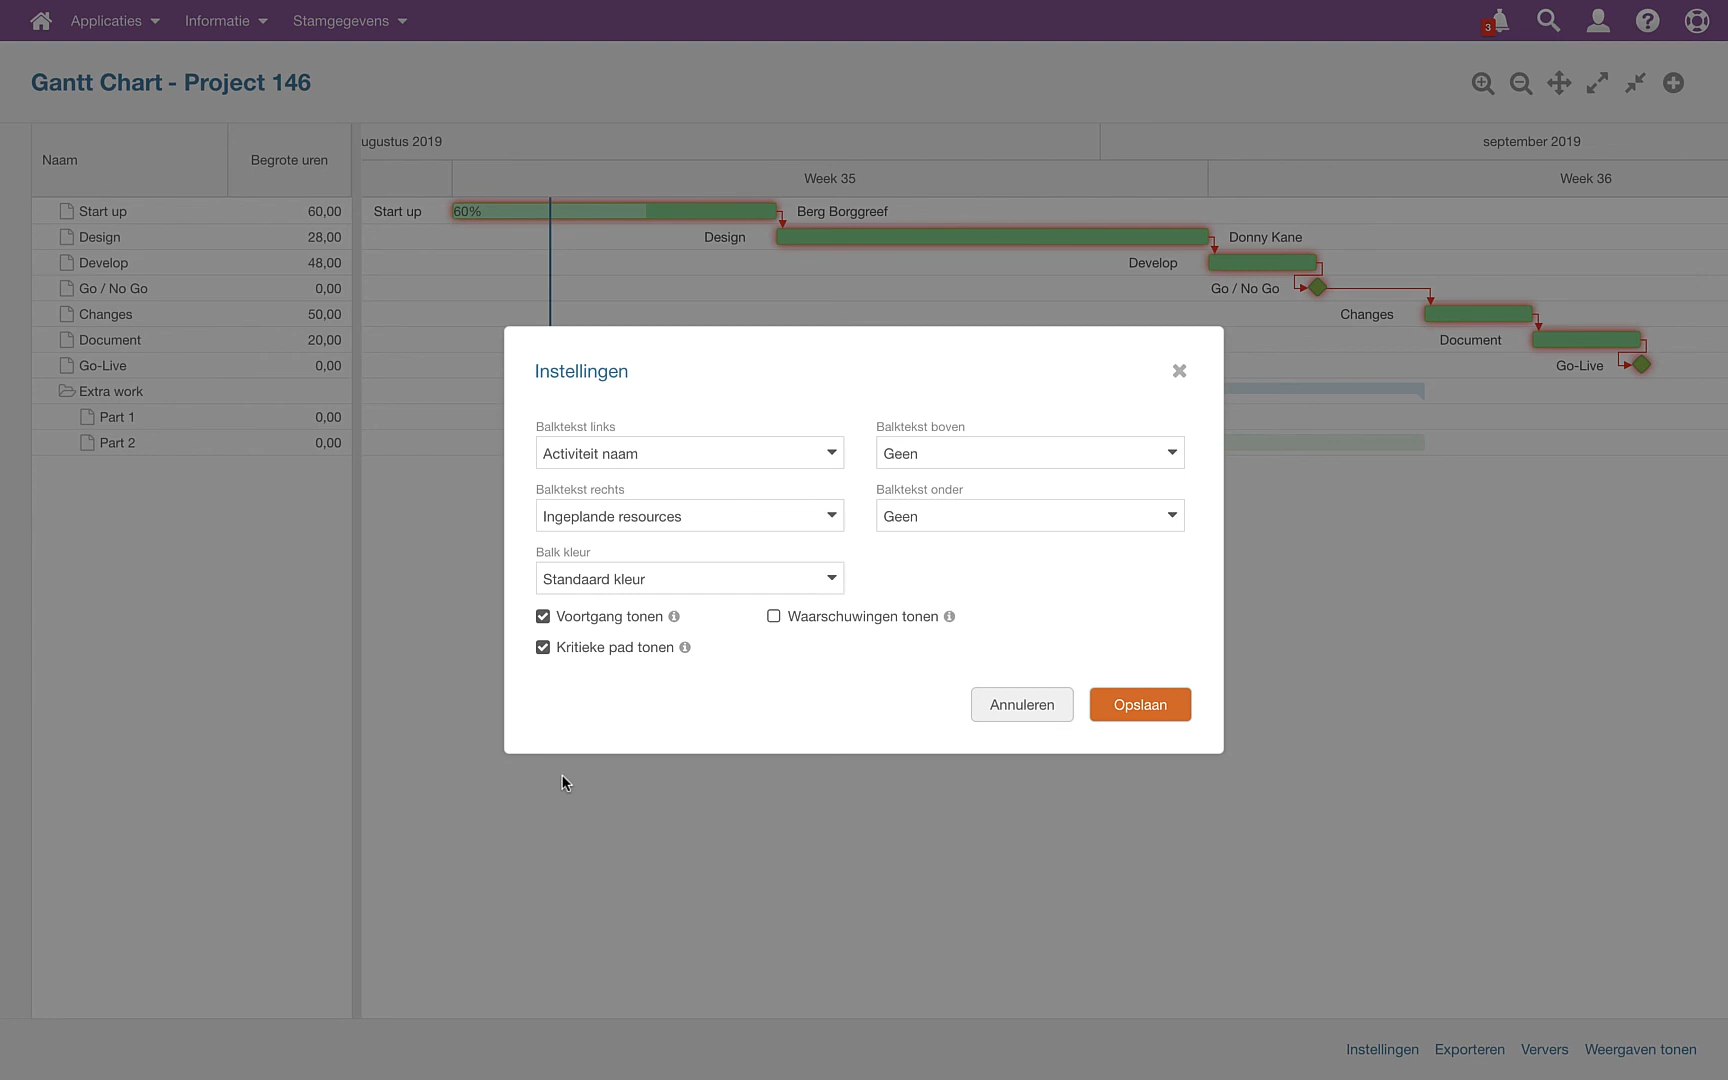 Applicaties Informatie Stamgegevens 3
Gantt Chart - Project 146
Naam Begrote uren
ugustus 2019 september 2019
Week 35 Week 36
Start up 60,00 Start up 60% Berg Borggreef
Design 28,00 Design Donny Kane
Develop 48,00 Develop
Go / No Go 0,00 Go / No Go
Changes 50,00 Changes
Document 20,00 Document
Go-Live 0,00 Go-Live
Extra work
Part 1 0,00
Part 2 0,00
Instellingen
Balktekst links Balktekst boven
Activiteit naam Geen
Balktekst rechts Balktekst onder
Ingeplande resources Geen
Balk kleur
Standaard kleur
Voortgang tonen Waarschuwingen tonen
Kritieke pad tonen
Annuleren Opslaan
Instellingen Exporteren Ververs Weergaven tonen